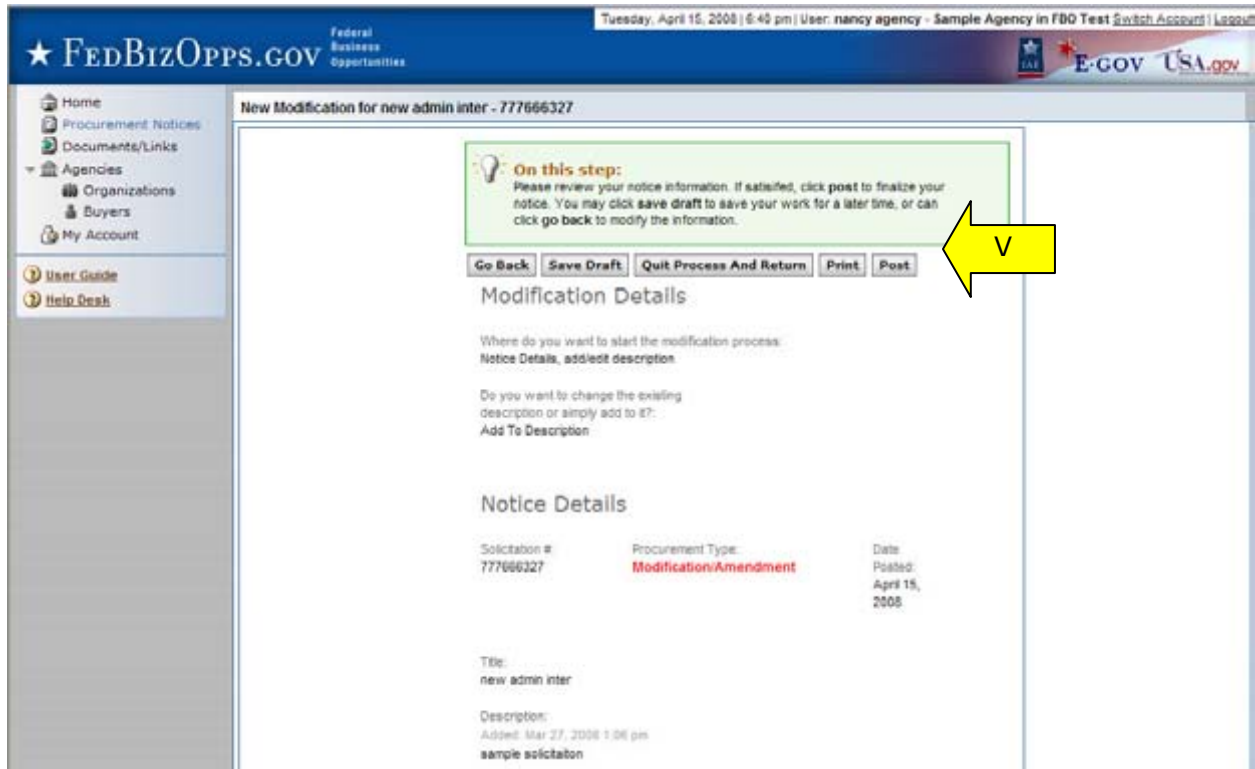 Tuesday, April 15, 2008 | 6:40 pm | User: nancy agency - Sample Agency in FBO Test Switch Account | Logout
★ FEDBIZOPPS.GOV
Federal
Business
Opportunities
IAE
E-GOV
USA.gov
Home
Procurement Notices
Documents/Links
Agencies
Organizations
Buyers
My Account
User Guide
Help Desk
New Modification for new admin inter - 777666327
On this step:
Please review your notice information. If satisifed, click post to finalize your
notice. You may click save draft to save your work for a later time, or can
click go back to modify the information.
V
Go Back
Save Draft
Quit Process And Return
Print
Post
Modification Details
Where do you want to start the modification process:
Notice Details, add/edit description
Do you want to change the existing
description or simply add to it?:
Add To Description
Notice Details
Solicitation #:
777666327
Procurement Type:
Modification/Amendment
Date
Posted:
April 15,
2008
Title:
new admin inter
Description:
Added: Mar 27, 2008 1:06 pm
sample solicitaiton